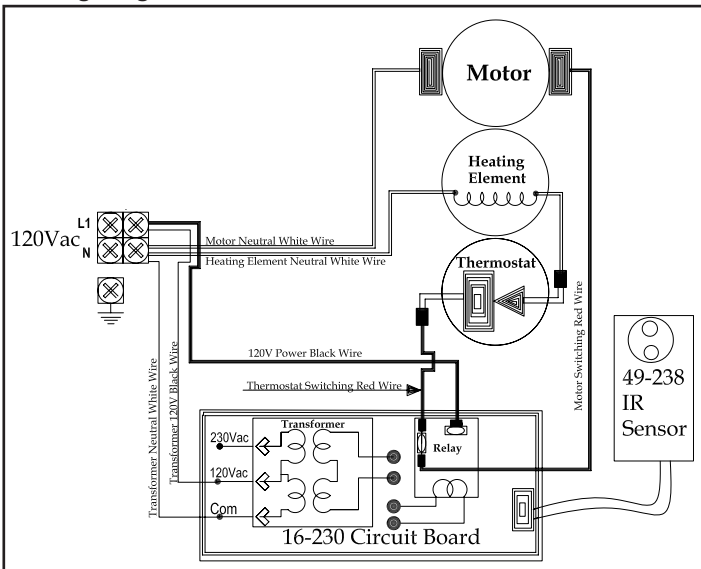 Motor
Heating
Element
L1
120Vac
N
Motor Neutral White Wire
Heating Element Neutral White Wire
Thermostat
Motor Switching Red Wire
120V Power Black Wire
Thermostat Switching Red Wire
Transformer Neutral White Wire
Transformer 120V Black Wire
49-238
IR
Sensor
Transformer
230Vac
Relay
120Vac
Com
16-230 Circuit Board